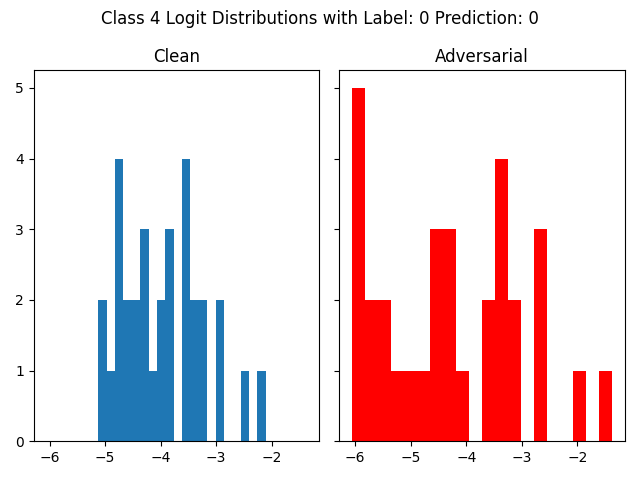 Class 4 Logit Distributions with Label: 0 Prediction: 0
Clean
Adversarial
5
4
3
2
1
0
−6 −5 −4 −3 −2
−6 −5 −4 −3 −2